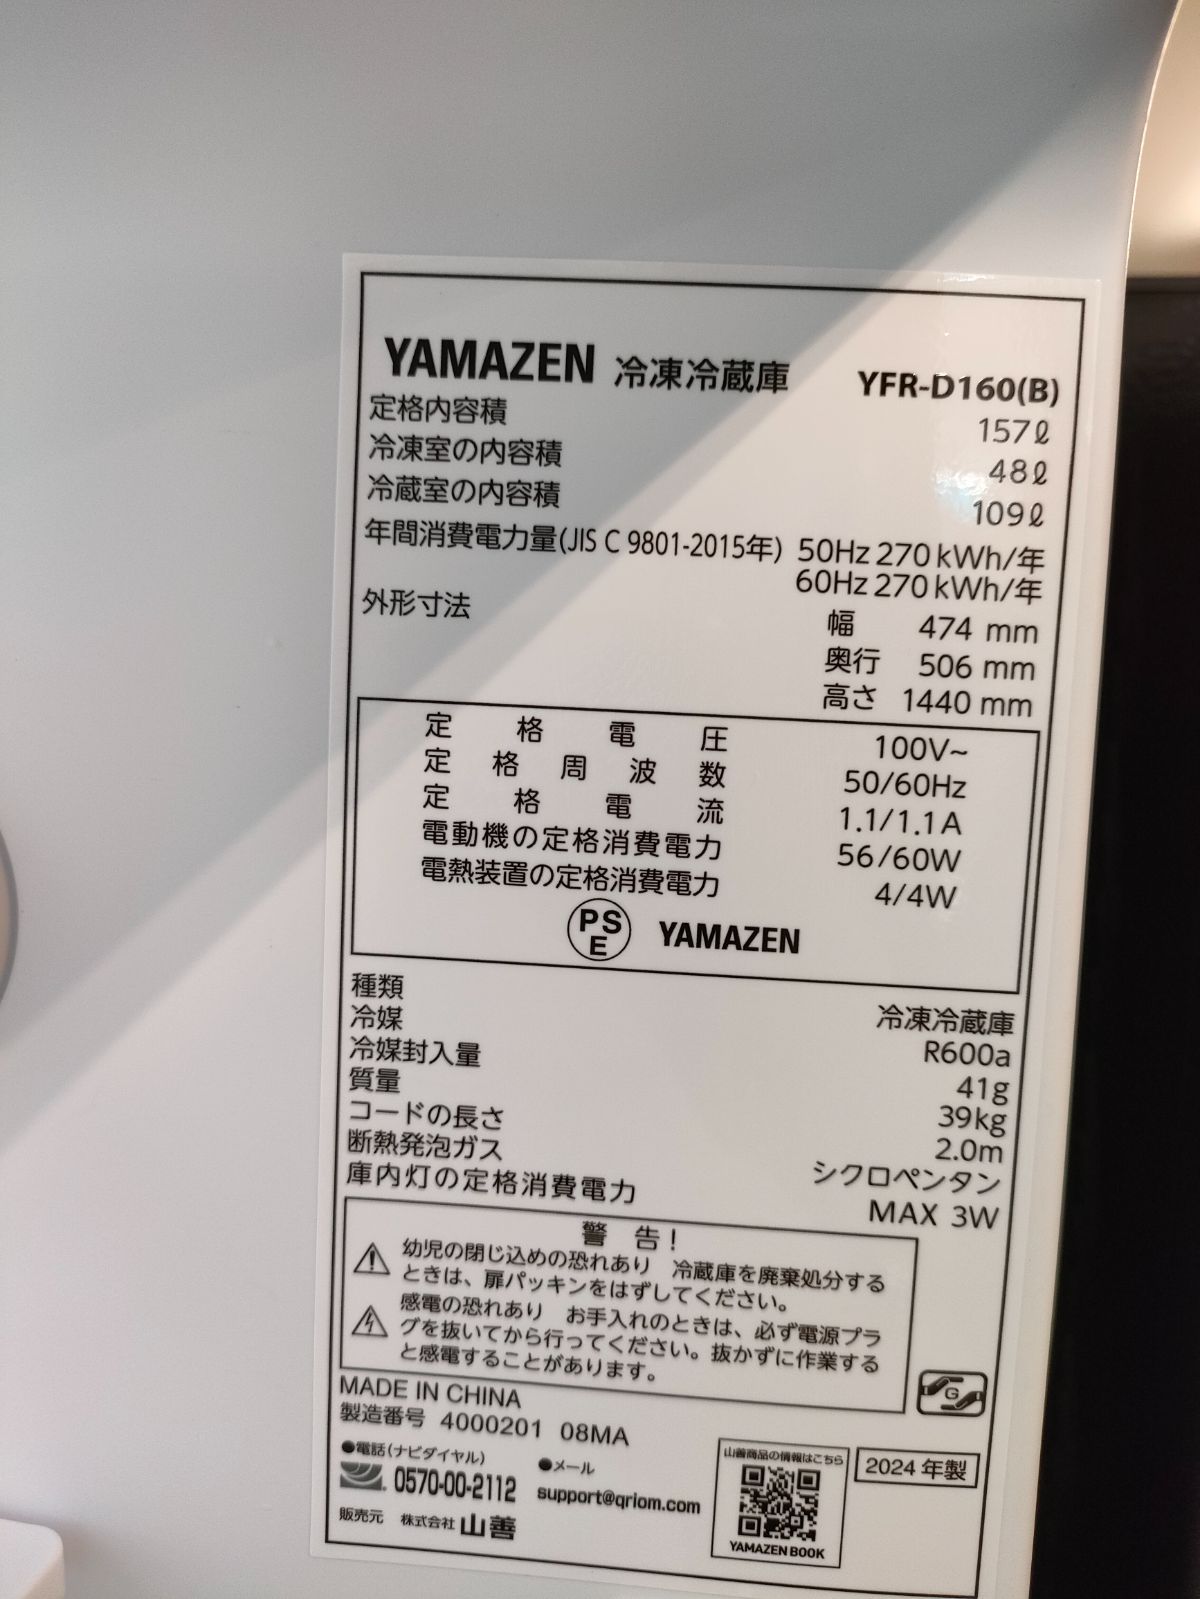 YAMAZEN 冷凍冷蔵庫 YFR-D160(B)
定格内容積 157ℓ
冷凍室の内容積 48ℓ
冷蔵室の内容積 109ℓ
年間消費電力量(JIS C 9801-2015年) 50Hz 270kWh/年
60Hz 270kWh/年
外形寸法 幅 474 mm
奥行 506 mm
高さ 1440 mm
定格電圧 100V~
定格周波数 50/60Hz
定格電流 1.1/1.1A
電動機の定格消費電力 56/60W
電熱装置の定格消費電力 4/4W
PSE YAMAZEN
種類 冷凍冷蔵庫
冷媒 R600a
冷媒封入量 41g
質量 39kg
コードの長さ 2.0m
断熱発泡ガス シクロペンタン
庫内灯の定格消費電力 MAX 3W
警 告!
幼児の閉じ込めの恐れあり 冷蔵庫を廃棄処分する
ときは、扉パッキンをはずしてください。
感電の恐れあり お手入れのときは、必ず電源プラ
グを抜いてから行ってください。抜かずに作業する
と感電することがあります。
G
MADE IN CHINA
製造番号 4000201 08MA
●電話(ナビダイヤル) ●メール
0570-00-2112 support@qriom.com
販売元 株式会社 山善
山善商品の情報はこちら
YAMAZEN BOOK
2024年製